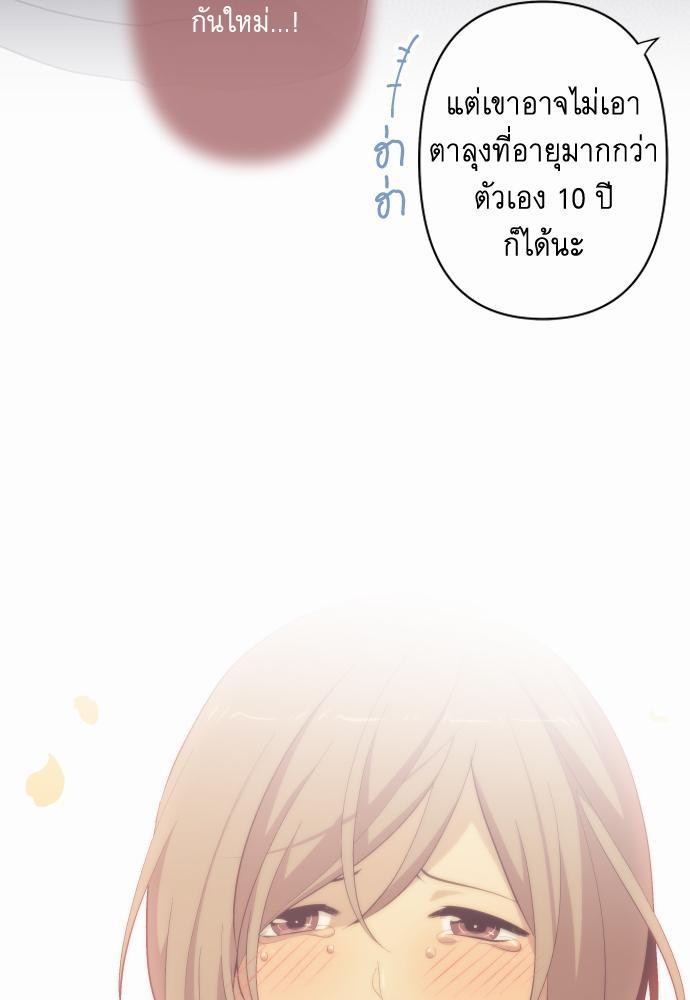 กันใหม่...!
แต่เขาอาจไม่เอา
ตาลุงที่อายุมากกว่า
ตัวเอง 10 ปี
ก็ได้นะ
ฮ่า
ฮ่า